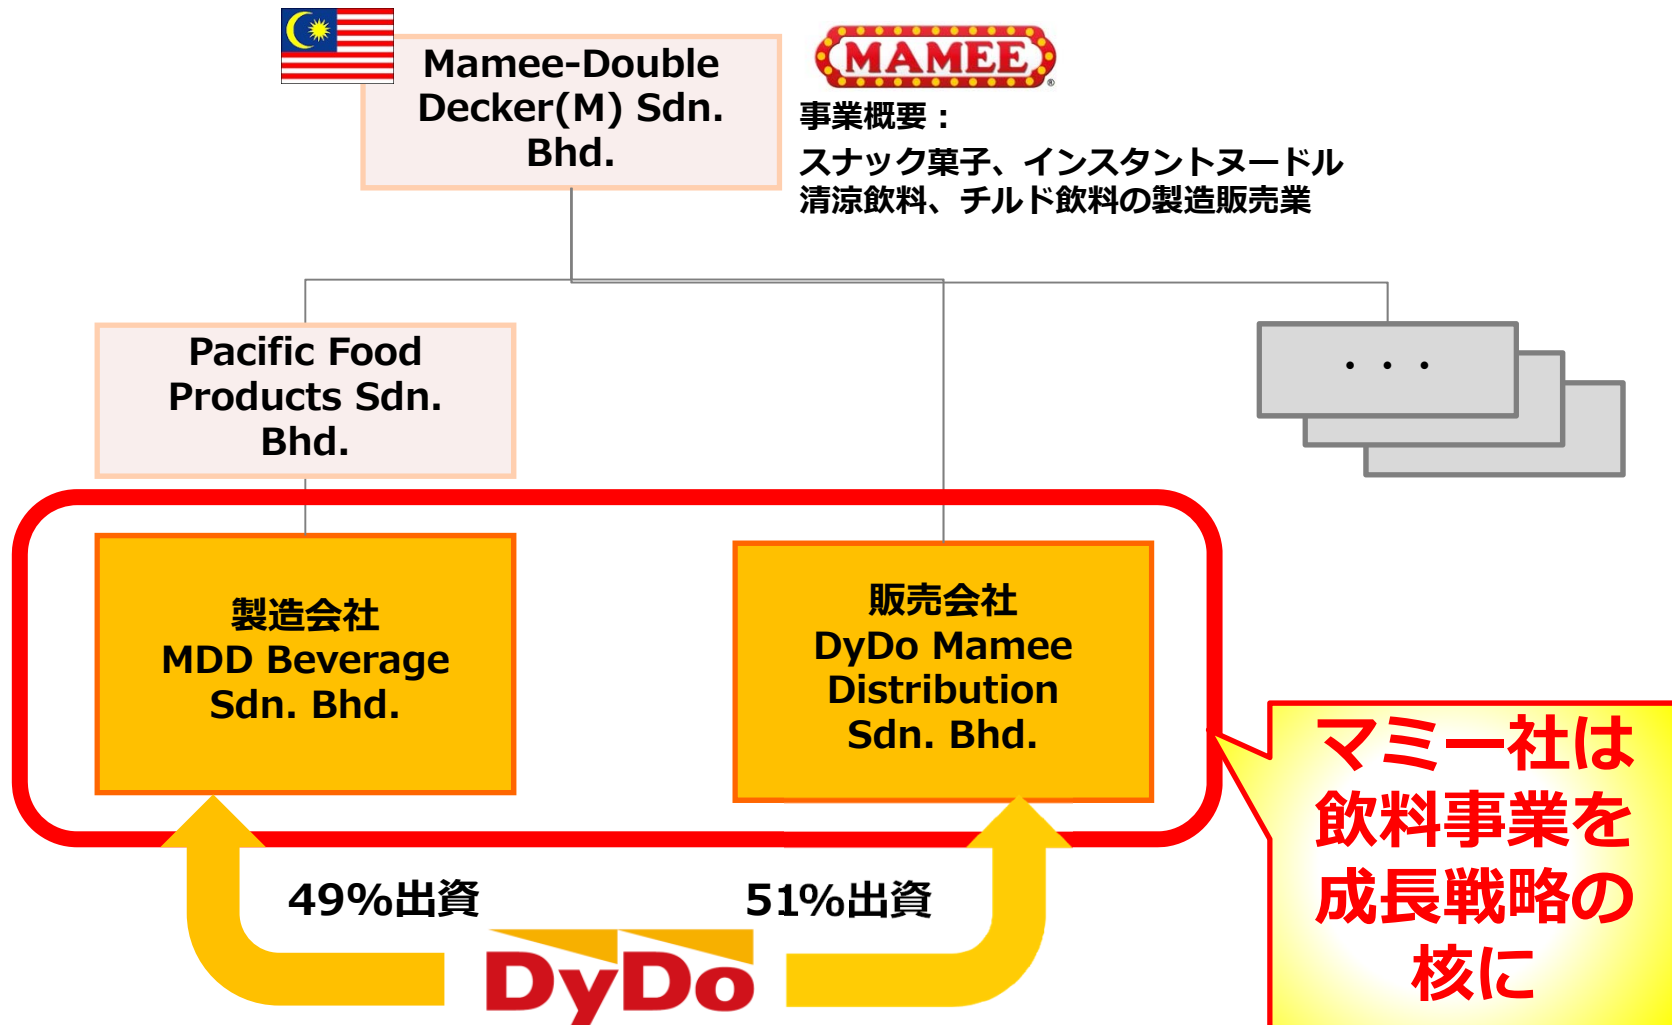 Mamee-Double
Decker(M) Sdn.
Bhd.
MAMEE
®
事業概要：
スナック菓子、インスタントヌードル
清涼飲料、チルド飲料の製造販売業
Pacific Food
Products Sdn.
Bhd.
・・・
製造会社
MDD Beverage
Sdn. Bhd.
販売会社
DyDo Mamee
Distribution
Sdn. Bhd.
マミー社は
飲料事業を
成長戦略の
核に
49%出資
51%出資
DyDo